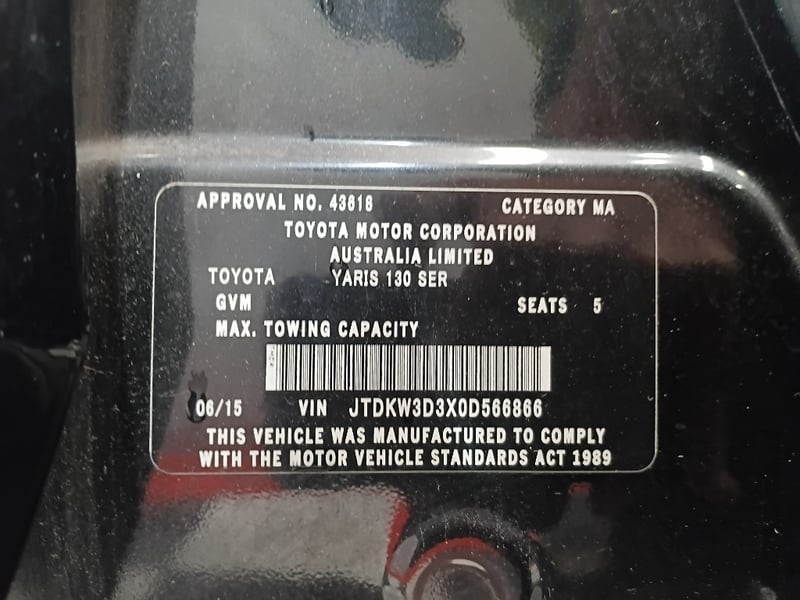 APPROVAL NO. 43618 CATEGORY MA
TOYOTA MOTOR CORPORATION
AUSTRALIA LIMITED
TOYOTA YARIS 130 SER
GVM SEATS 5
MAX. TOWING CAPACITY
06/15 VIN JTDKW3D3X0D566866
THIS VEHICLE WAS MANUFACTURED TO COMPLY
WITH THE MOTOR VEHICLE STANDARDS ACT 1989